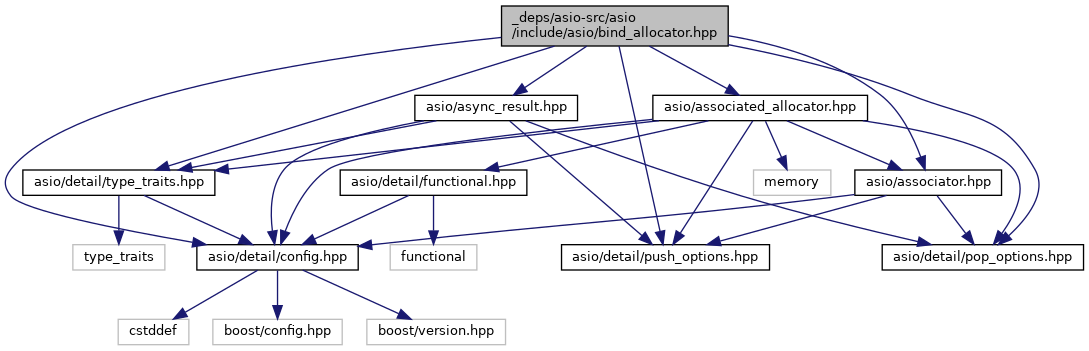 _deps/asio-src/asio
/include/asio/bind_allocator.hpp
asio/async_result.hpp
asio/associated_allocator.hpp
asio/detail/type_traits.hpp
asio/detail/functional.hpp
memory
asio/associator.hpp
type_traits
asio/detail/config.hpp
functional
asio/detail/push_options.hpp
asio/detail/pop_options.hpp
cstddef
boost/config.hpp
boost/version.hpp